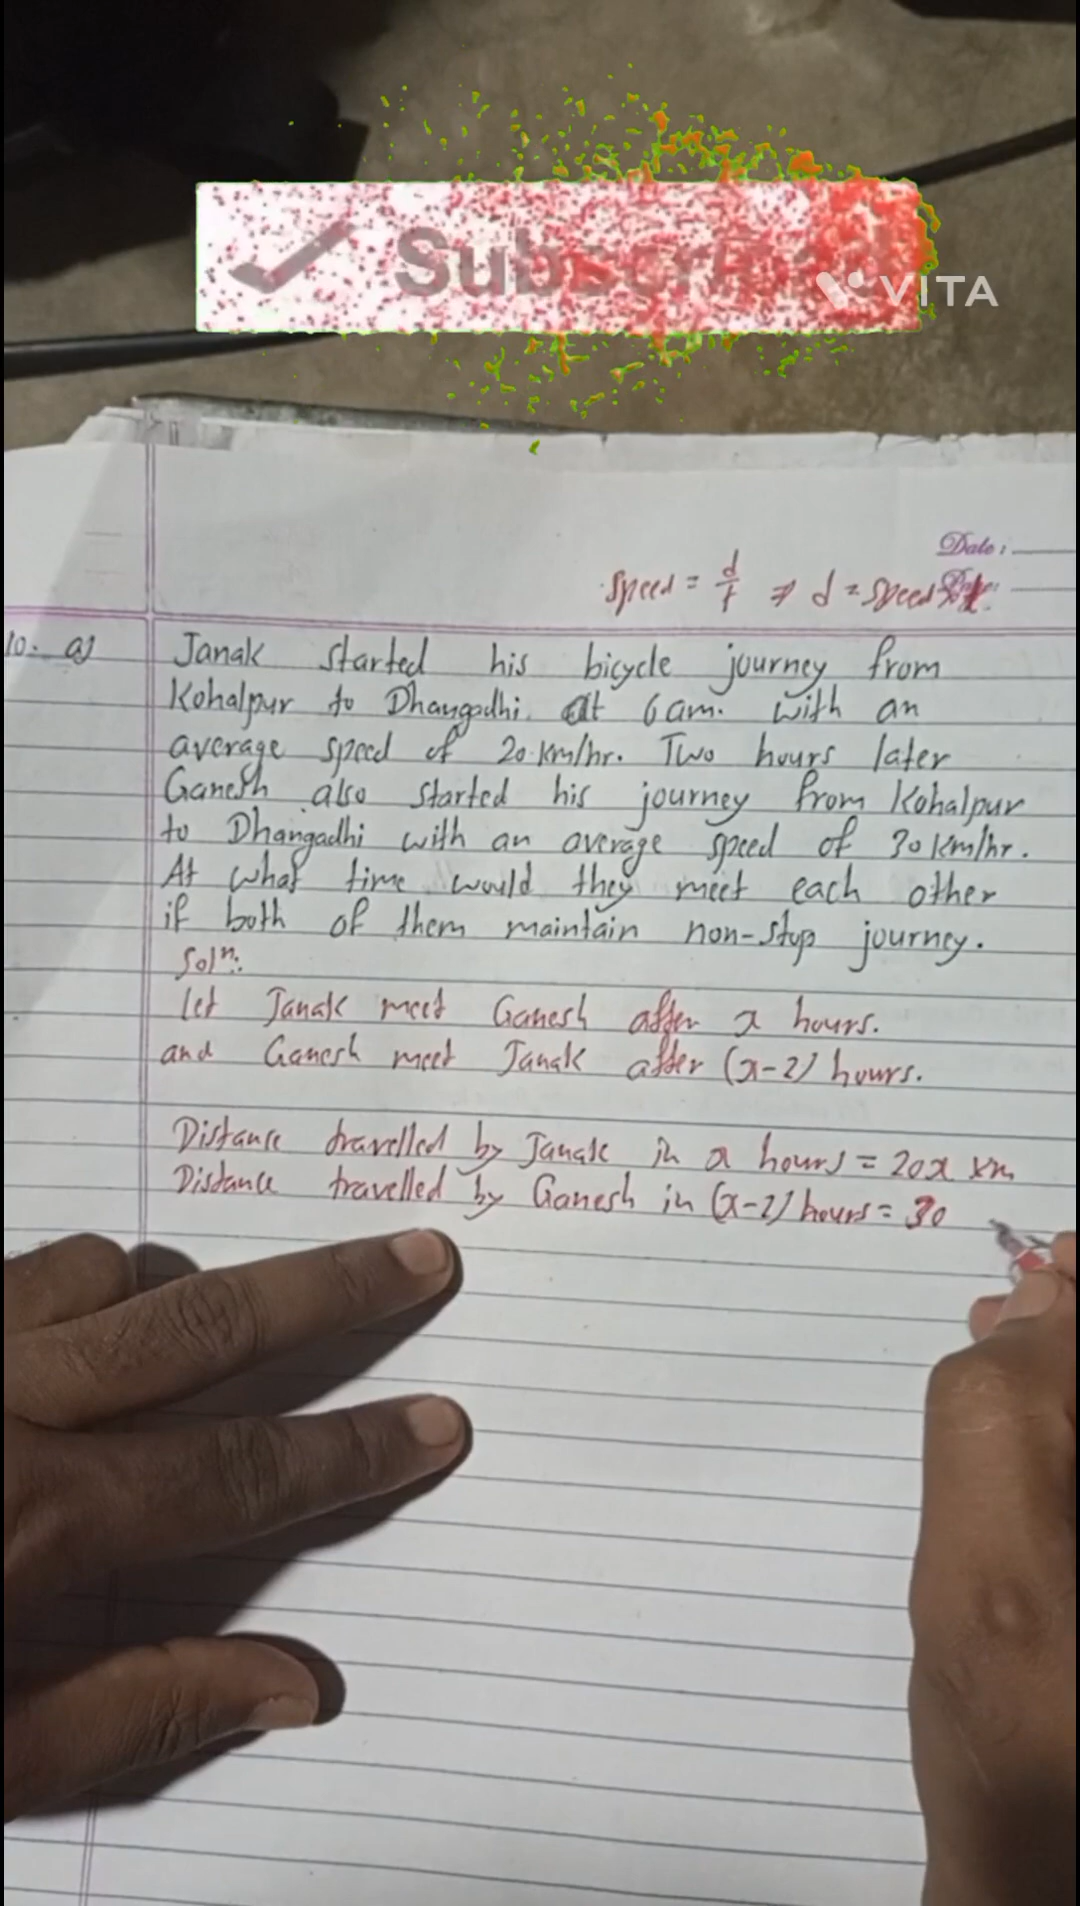 Subscribed
VITA
Date:
speed = d/t ⇒ d = speed × t
10. a) Janak started his bicycle journey from
Kohalpur to Dhangadhi. At 6 am. with an
average speed of 20 km/hr. Two hours later
Ganesh also started his journey from Kohalpur
to Dhangadhi with an average speed of 30 km/hr.
At what time would they meet each other
if both of them maintain non-stop journey.
Solⁿ:
Let Janak meet Ganesh after x hours.
and Ganesh meet Janak after (x-2) hours.
Distance travelled by Janak in x hours = 20x km
Distance travelled by Ganesh in (x-2) hours = 30